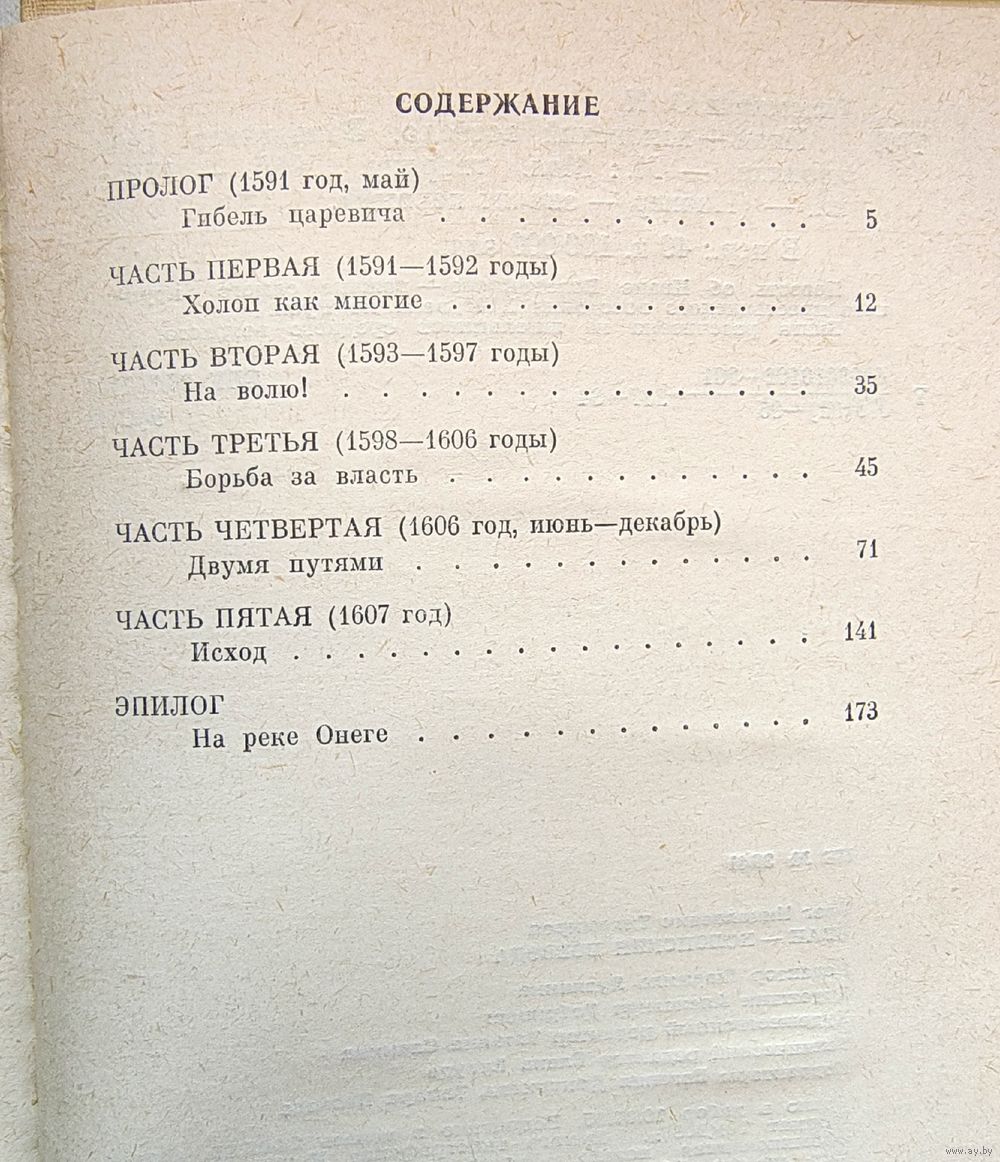 СОДЕРЖАНИЕ
ПРОЛОГ (1591 год, май)
Гибель царевича . . . . . . . . . . . . 5
ЧАСТЬ ПЕРВАЯ (1591—1592 годы)
Холоп как многие . . . . . . . . . . . . 12
ЧАСТЬ ВТОРАЯ (1593—1597 годы)
На волю! . . . . . . . . . . . . . . 35
ЧАСТЬ ТРЕТЬЯ (1598—1606 годы)
Борьба за власть . . . . . . . . . . . 45
ЧАСТЬ ЧЕТВЕРТАЯ (1606 год, июнь—декабрь)
Двумя путями . . . . . . . . . . . . 71
ЧАСТЬ ПЯТАЯ (1607 год)
Исход . . . . . . . . . . . . . . . . 141
ЭПИЛОГ
На реке Онеге . . . . . . . . . . . . 173
www.ay.by